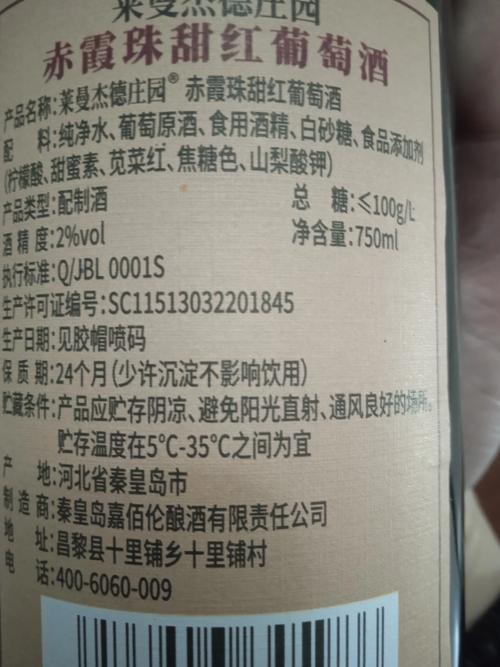 莱曼杰德庄园
赤霞珠甜红葡萄酒
产品名称:莱曼杰德庄园® 赤霞珠甜红葡萄酒
配 料:纯净水、葡萄原酒、食用酒精、白砂糖、食品添加剂
(柠檬酸、甜蜜素、苋菜红、焦糖色、山梨酸钾)
产品类型:配制酒 总 糖:≤100g/L
酒精度:2%vol 净含量:750ml
执行标准:Q/JBL 0001S
生产许可证编号:SC11513032201845
生产日期:见胶帽喷码
保质期:24个月(少许沉淀不影响饮用)
贮藏条件:产品应贮存阴凉、避免阳光直射、通风良好的场所。
贮存温度在5℃-35℃之间为宜
产 地:河北省秦皇岛市
制造商:秦皇岛嘉佰伦酿酒有限责任公司
地 址:昌黎县十里铺乡十里铺村
电 话:400-6060-009